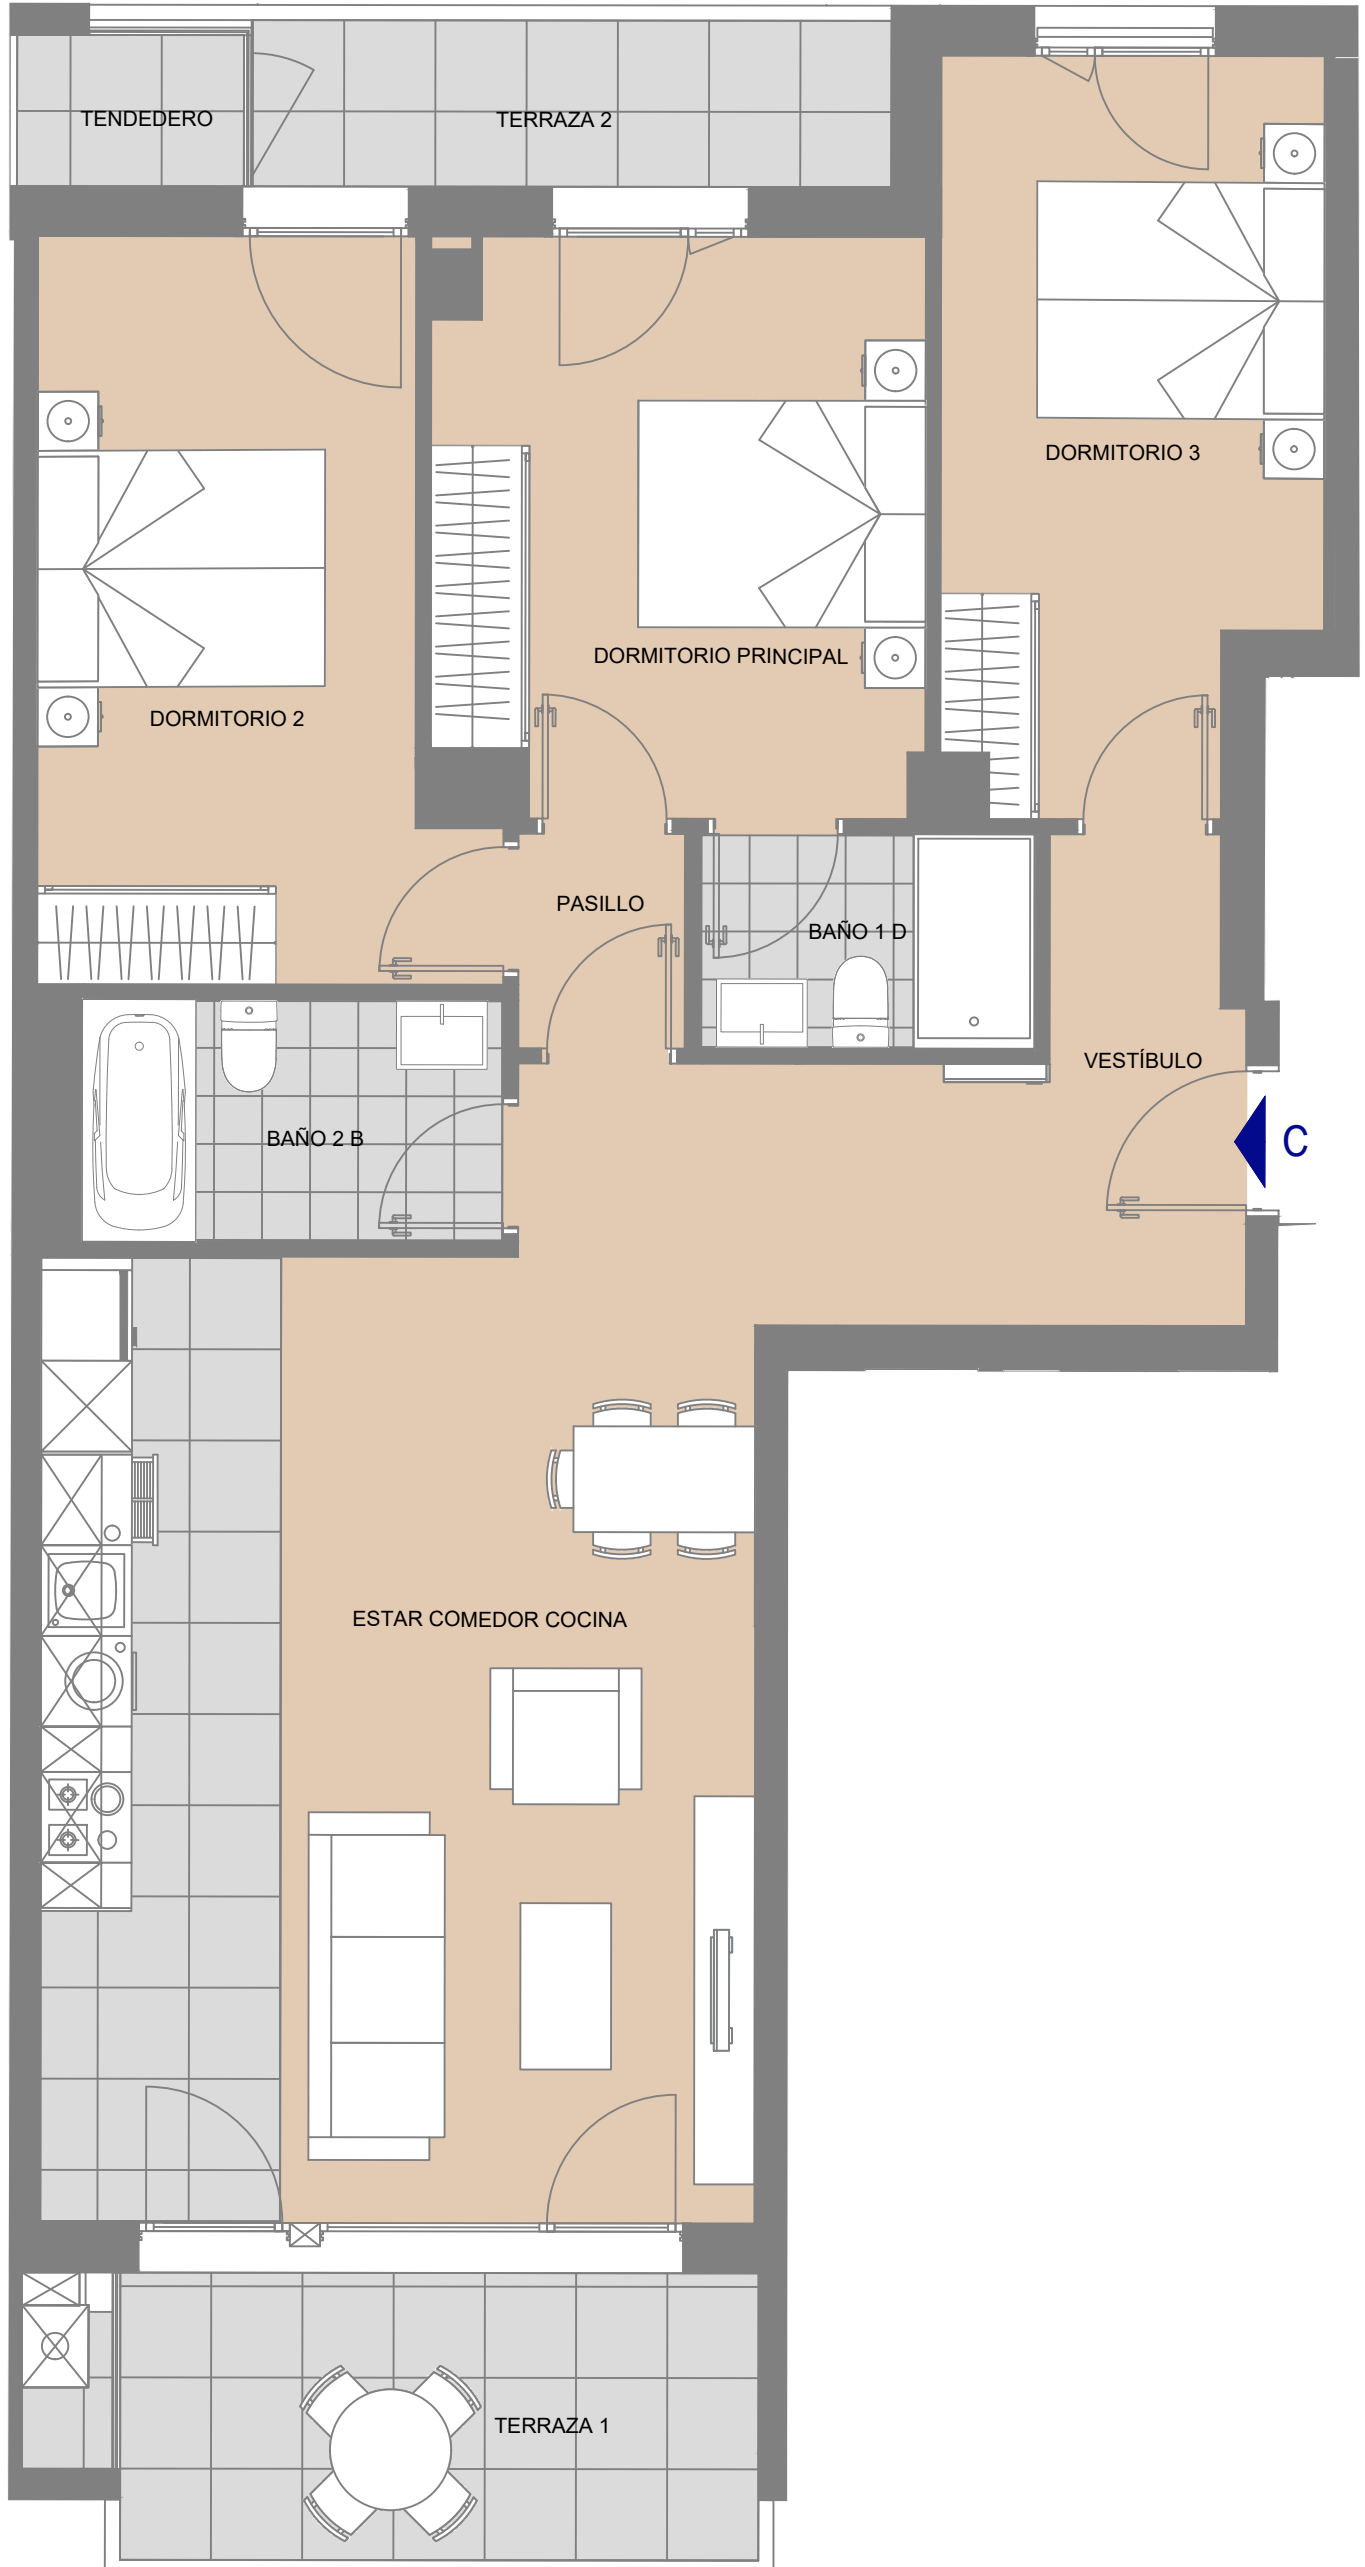 TENDEDERO
TERRAZA 2
DORMITORIO 3
DORMITORIO PRINCIPAL
DORMITORIO 2
PASILLO
BAÑO 1 D
VESTÍBULO
BAÑO 2 B
C
ESTAR COMEDOR COCINA
TERRAZA 1